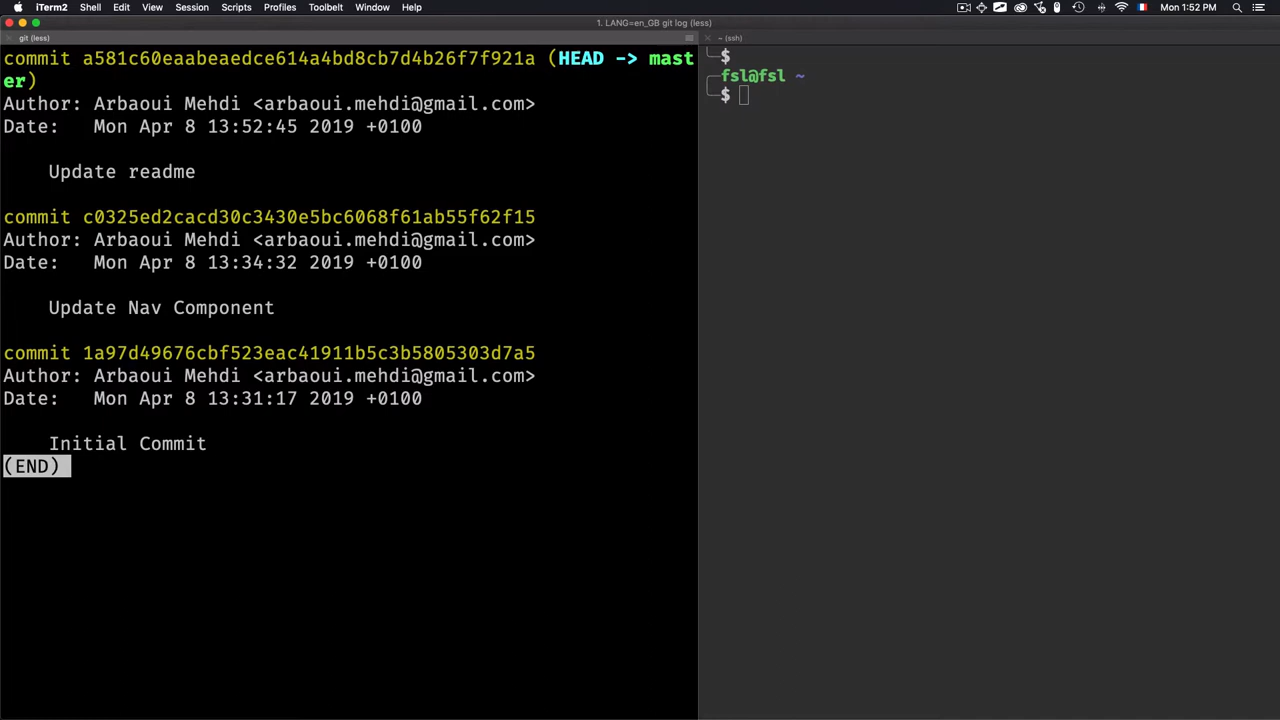 iTerm2 Shell Edit View Session Scripts Profiles Toolbelt Window Help Mon 1:52 PM
1. LANG=en_GB git log (less)
git (less)
~ (ssh)
commit a581c60eaabeaedce614a4bd8cb7d4b26f7f921a (HEAD -> mast
er)
Author: Arbaoui Mehdi <arbaoui.mehdi@gmail.com>
Date:   Mon Apr 8 13:52:45 2019 +0100
Update readme
commit c0325ed2cacd30c3430e5bc6068f61ab55f62f15
Author: Arbaoui Mehdi <arbaoui.mehdi@gmail.com>
Date:   Mon Apr 8 13:34:32 2019 +0100
Update Nav Component
commit 1a97d49676cbf523eac41911b5c3b5805303d7a5
Author: Arbaoui Mehdi <arbaoui.mehdi@gmail.com>
Date:   Mon Apr 8 13:31:17 2019 +0100
Initial Commit
(END)
$
fsl@fsl ~
$